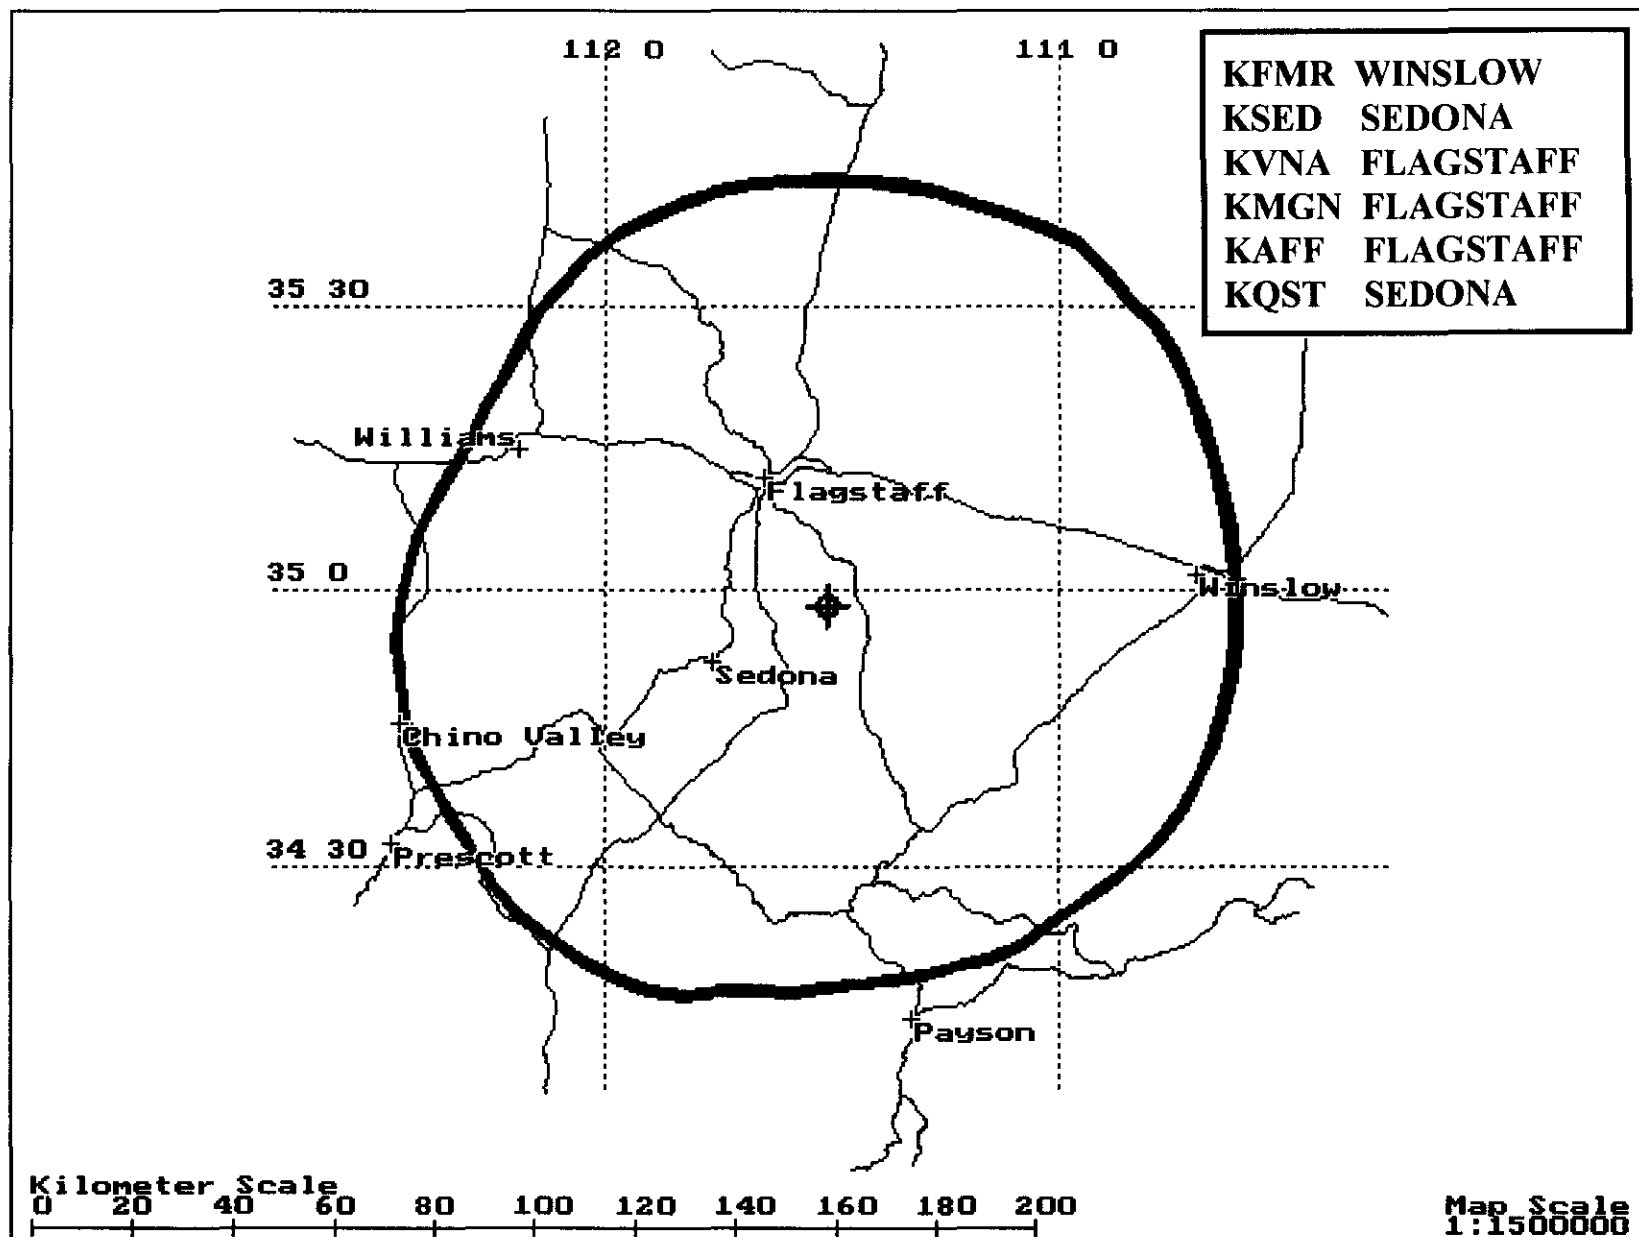 112 0
111 0
KFMR WINSLOW
KSED SEDONA
KVNA FLAGSTAFF
KMGN FLAGSTAFF
KAFF FLAGSTAFF
KQST SEDONA
35 30
Williams
Flagstaff
35 0
Winslow
Sedona
Chino Valley
34 30
Prescott
Payson
Kilometer Scale
0 20 40 60 80 100 120 140 160 180 200
Map Scale
1:1500000